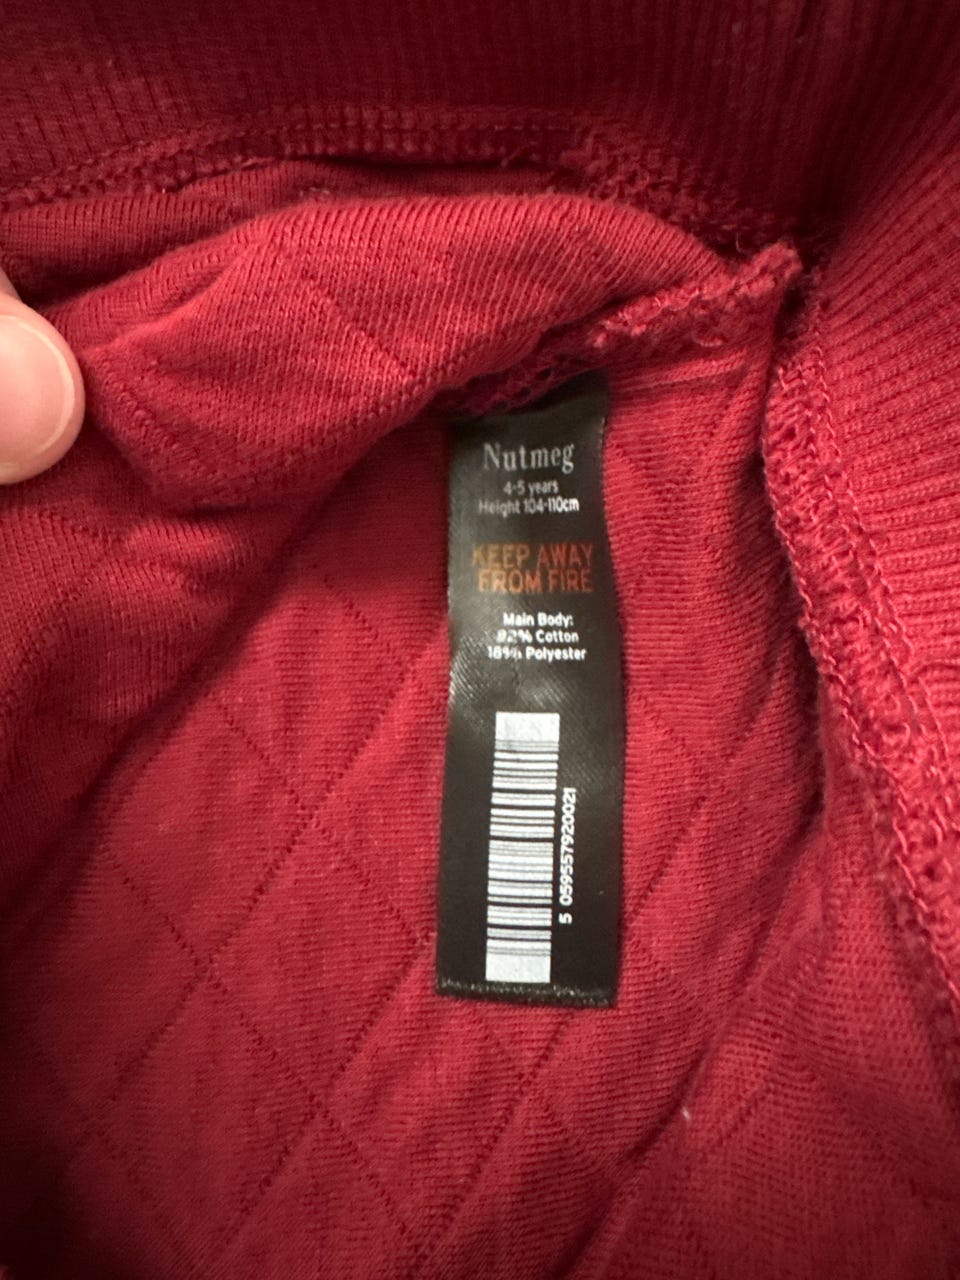 Nutmeg
4-5 years
Height 104-110cm
KEEP AWAY
FROM FIRE
Main Body:
82% Cotton
18% Polyester
5 059557920021